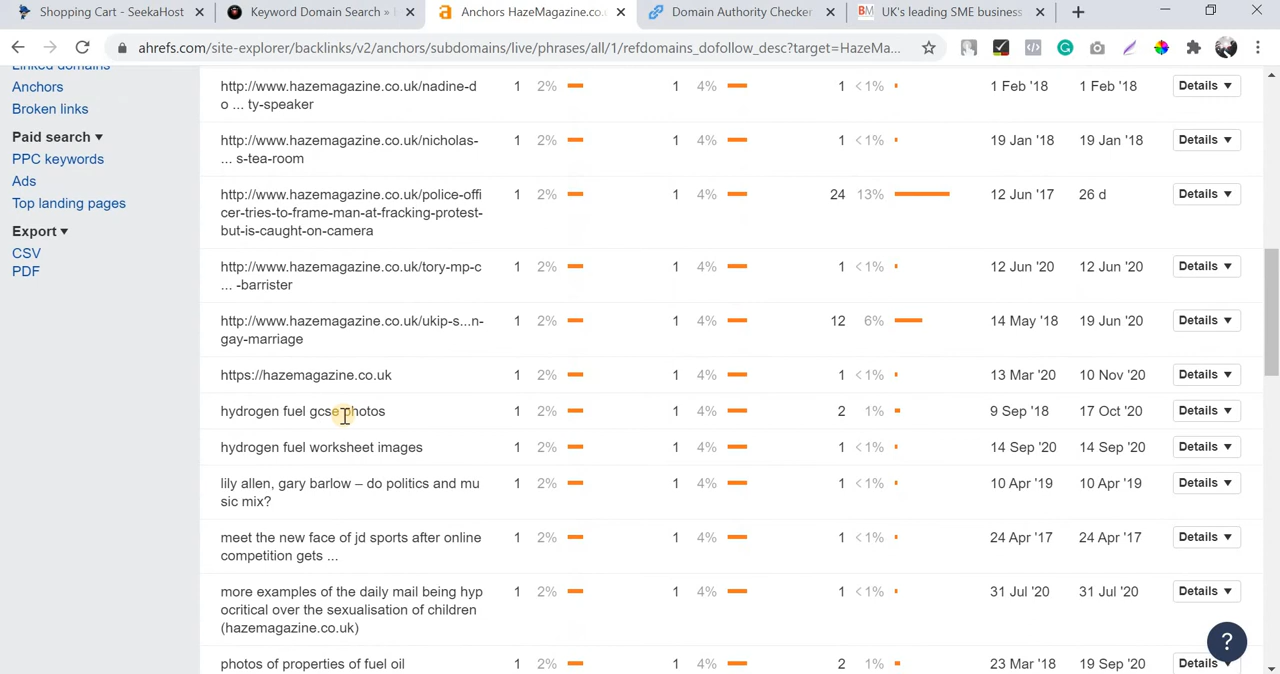 Shopping Cart - SeekaHost
Keyword Domain Search »
Anchors HazeMagazine.co.
Domain Authority Checker
UK's leading SME business
ahrefs.com/site-explorer/backlinks/v2/anchors/subdomains/live/phrases/all/1/refdomains_dofollow_desc?target=HazeMa...
Linked domains
Anchors
Broken links
Paid search
PPC keywords
Ads
Top landing pages
Export
CSV
PDF
http://www.hazemagazine.co.uk/nadine-d 1 2% 1 4% 1 <1% 1 Feb '18 1 Feb '18 Details
o ... ty-speaker
http://www.hazemagazine.co.uk/nicholas- 1 2% 1 4% 1 <1% 19 Jan '18 19 Jan '18 Details
... s-tea-room
http://www.hazemagazine.co.uk/police-offi 1 2% 1 4% 24 13% 12 Jun '17 26 d Details
cer-tries-to-frame-man-at-fracking-protest-
but-is-caught-on-camera
http://www.hazemagazine.co.uk/tory-mp-c 1 2% 1 4% 1 <1% 12 Jun '20 12 Jun '20 Details
... -barrister
http://www.hazemagazine.co.uk/ukip-s...n- 1 2% 1 4% 12 6% 14 May '18 19 Jun '20 Details
gay-marriage
https://hazemagazine.co.uk 1 2% 1 4% 1 <1% 13 Mar '20 10 Nov '20 Details
hydrogen fuel gcse photos 1 2% 1 4% 2 1% 9 Sep '18 17 Oct '20 Details
hydrogen fuel worksheet images 1 2% 1 4% 1 <1% 14 Sep '20 14 Sep '20 Details
lily allen, gary barlow – do politics and mu 1 2% 1 4% 1 <1% 10 Apr '19 10 Apr '19 Details
sic mix?
meet the new face of jd sports after online 1 2% 1 4% 1 <1% 24 Apr '17 24 Apr '17 Details
competition gets ...
more examples of the daily mail being hyp 1 2% 1 4% 1 <1% 31 Jul '20 31 Jul '20 Details
ocritical over the sexualisation of children
(hazemagazine.co.uk)
photos of properties of fuel oil 1 2% 1 4% 2 1% 23 Mar '18 19 Sep '20 Details
?